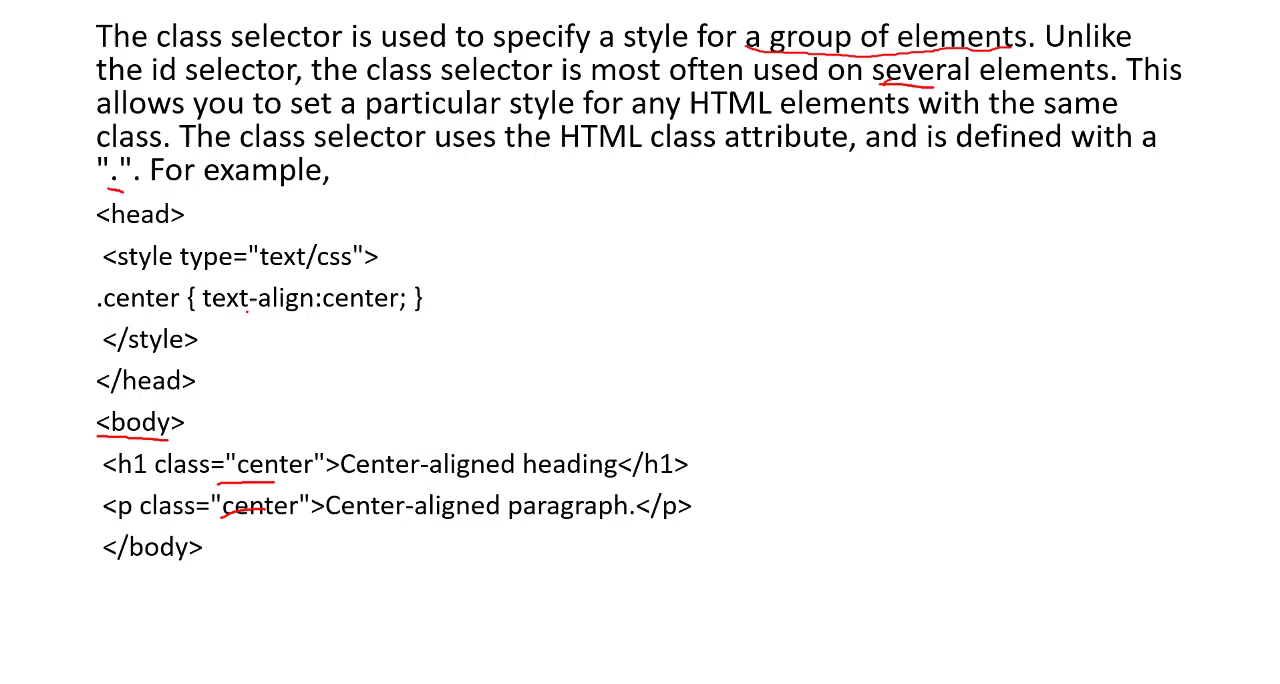 The class selector is used to specify a style for a group of elements. Unlike
the id selector, the class selector is most often used on several elements. This
allows you to set a particular style for any HTML elements with the same
class. The class selector uses the HTML class attribute, and is defined with a
".". For example,
<head>
<style type="text/css">
.center { text-align:center; }
</style>
</head>
<body>
<h1 class="center">Center-aligned heading</h1>
<p class="center">Center-aligned paragraph.</p>
</body>